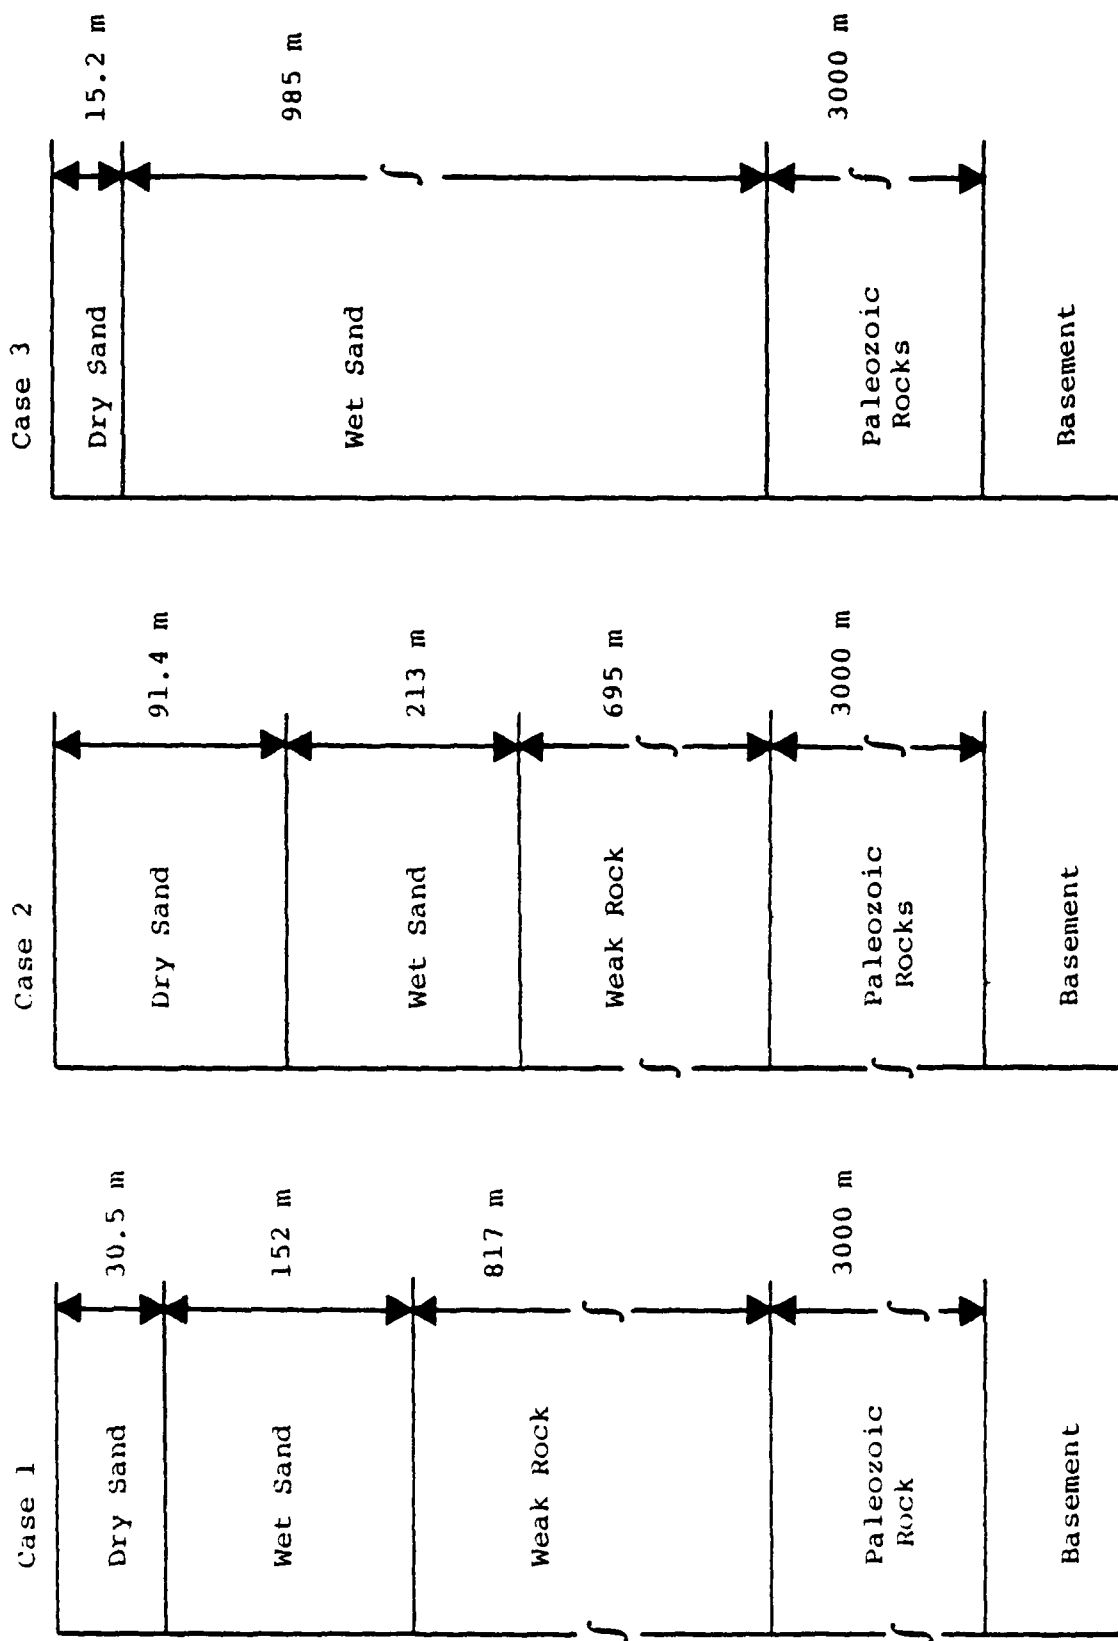 Case 1
Dry Sand
30.5 m
Wet Sand
152 m
Weak Rock
817 m
Paleozoic
Rock
3000 m
Basement
Case 2
Dry Sand
91.4 m
Wet Sand
213 m
Weak Rock
695 m
Paleozoic
Rocks
3000 m
Basement
Case 3
Dry Sand
15.2 m
Wet Sand
985 m
Paleozoic
Rocks
3000 m
Basement